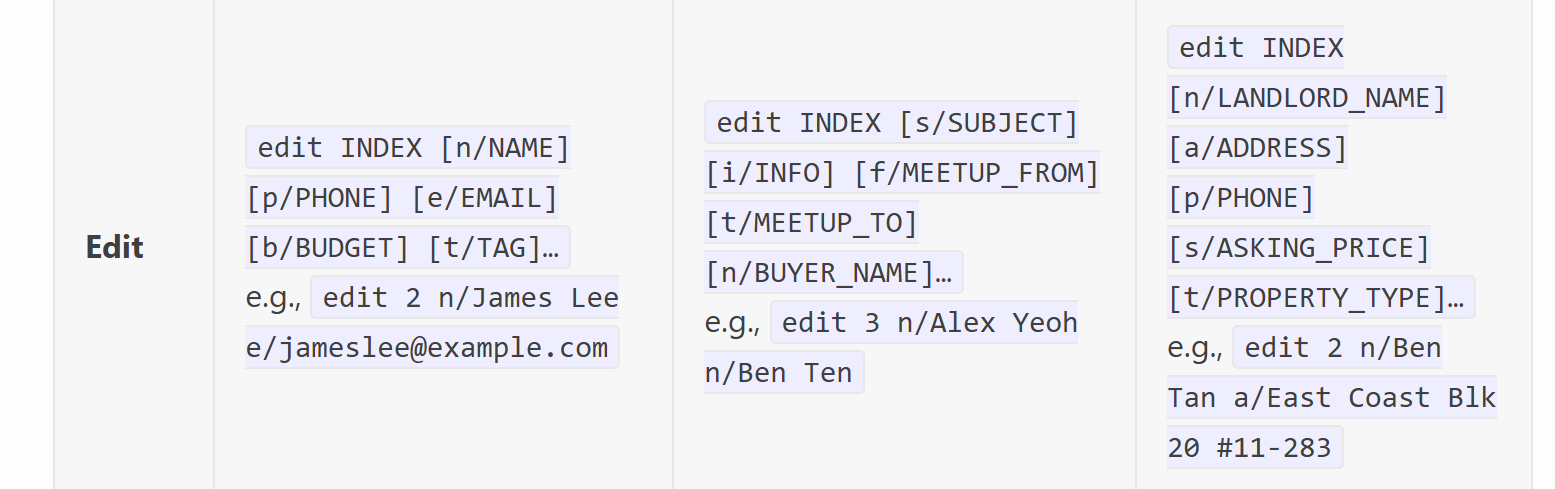 Edit
edit INDEX [n/NAME]
[p/PHONE] [e/EMAIL]
[b/BUDGET] [t/TAG]…
e.g., edit 2 n/James Lee
e/jameslee@example.com
edit INDEX [s/SUBJECT]
[i/INFO] [f/MEETUP_FROM]
[t/MEETUP_TO]
[n/BUYER_NAME]…
e.g., edit 3 n/Alex Yeoh
n/Ben Ten
edit INDEX
[n/LANDLORD_NAME]
[a/ADDRESS]
[p/PHONE]
[s/ASKING_PRICE]
[t/PROPERTY_TYPE]…
e.g., edit 2 n/Ben
Tan a/East Coast Blk
20 #11-283